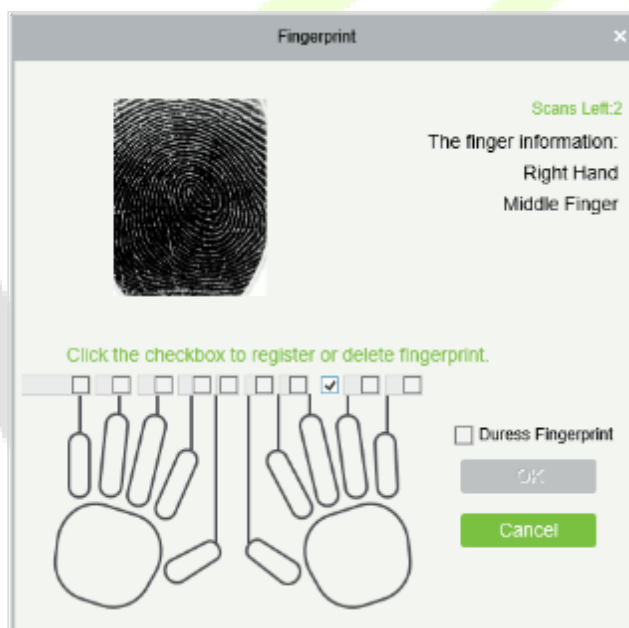 Fingerprint
Scans Left:2
The finger information:
Right Hand
Middle Finger
Click the checkbox to register or delete fingerprint.
Duress Fingerprint
OK
Cancel